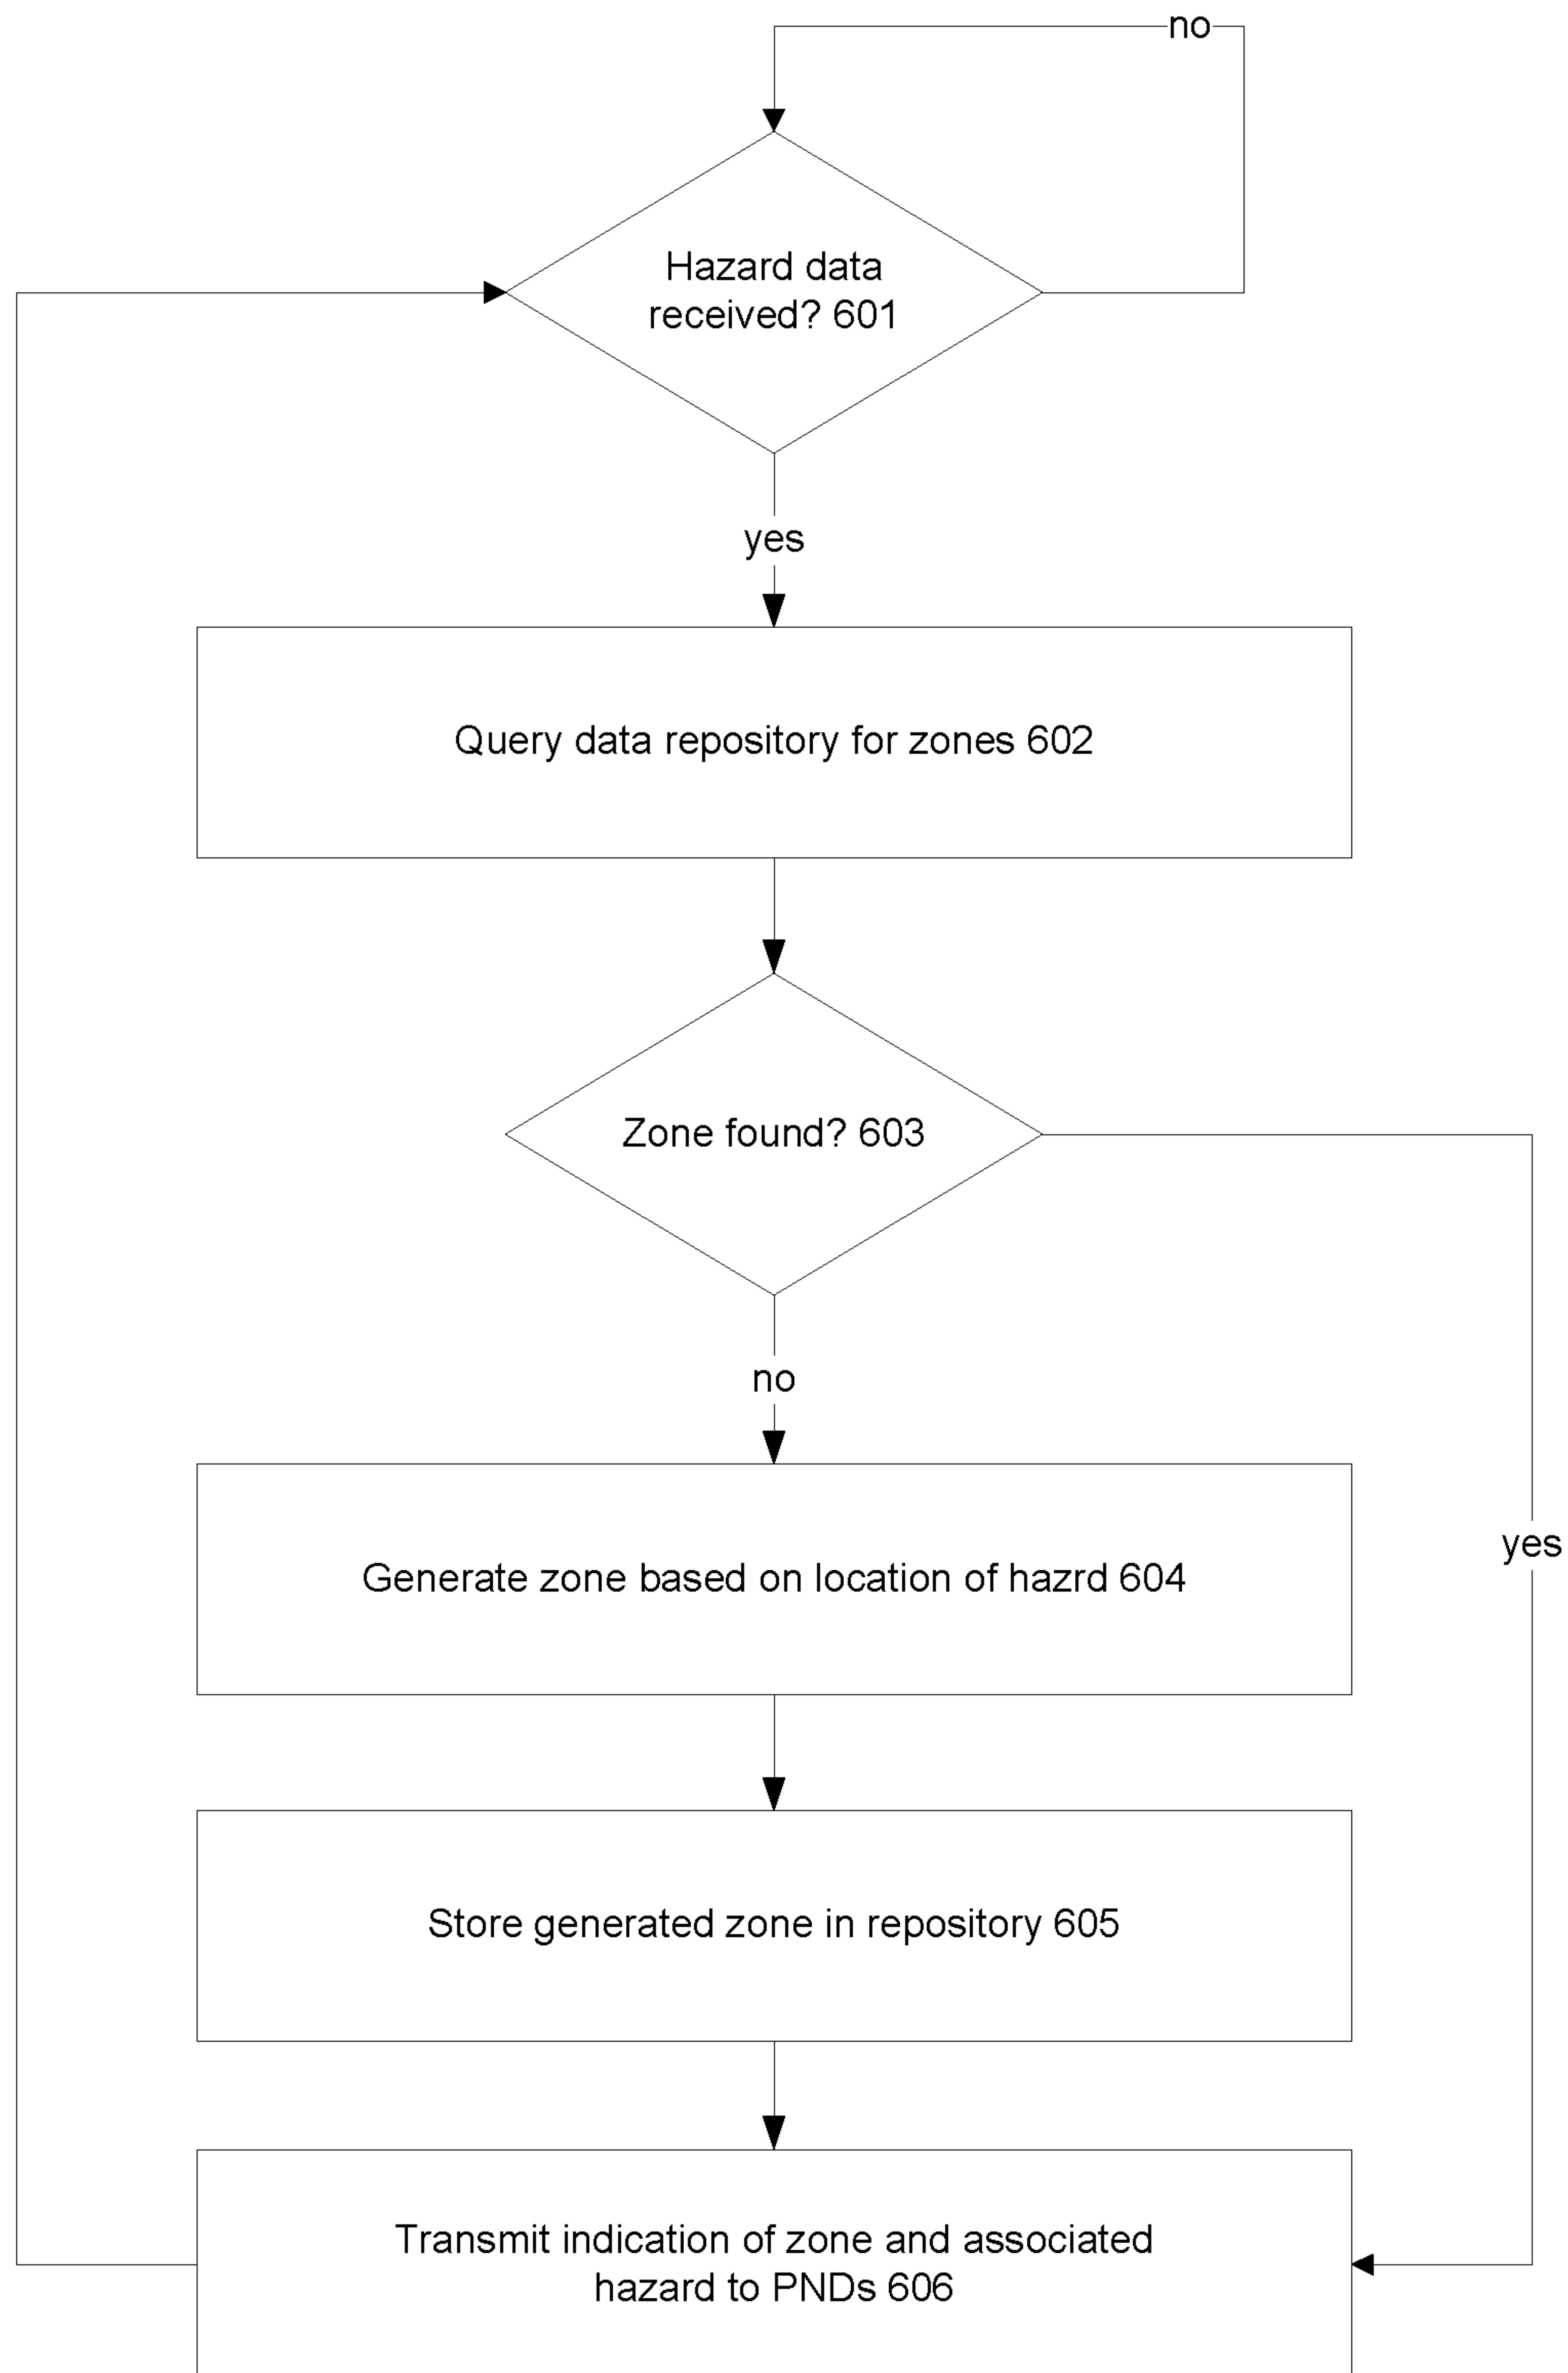 no
Hazard data
received? 601
yes
Query data repository for zones 602
Zone found? 603
no
yes
Generate zone based on location of hazrd 604
Store generated zone in repository 605
Transmit indication of zone and associated
hazard to PNDs 606